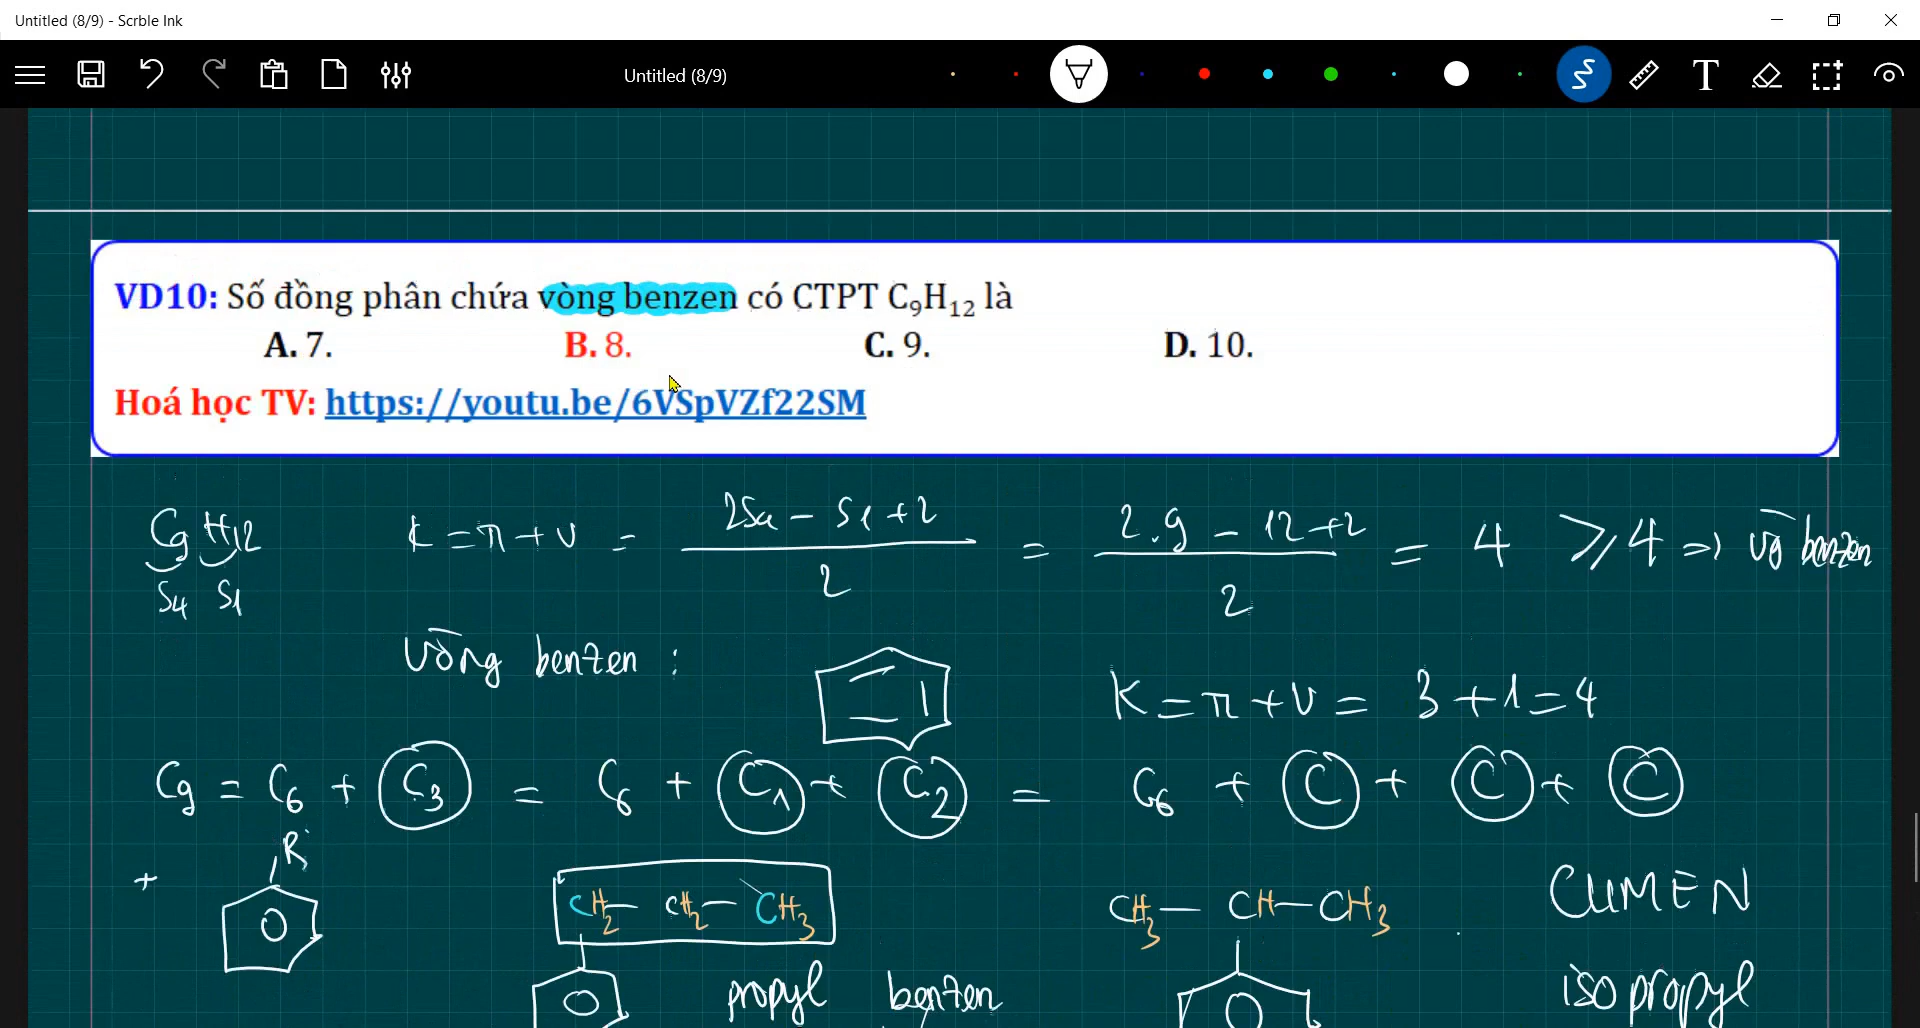 Untitled (8/9) - Scrble Ink
Untitled (8/9)
VD10: Số đồng phân chứa vòng benzen có CTPT C₉H₁₂ là
A. 7. B. 8. C. 9. D. 10.
Hoá học TV: https://youtu.be/6VSpVZf22SM
C9 H12 K = π + v = (2S4 - S1 + 2)/2 = (2.9 - 12 + 2)/2 = 4 ≥ 4 => vg benzen
S4 S1
Vòng benzen :
K = π + v = 3 + 1 = 4
C9 = C6 + C3 = C6 + C1 + C2 = C6 + C + C + C
R
+ CH2 — CH2 — CH3 CH3 — CH — CH3 CUMEN
propyl benzen isopropyl